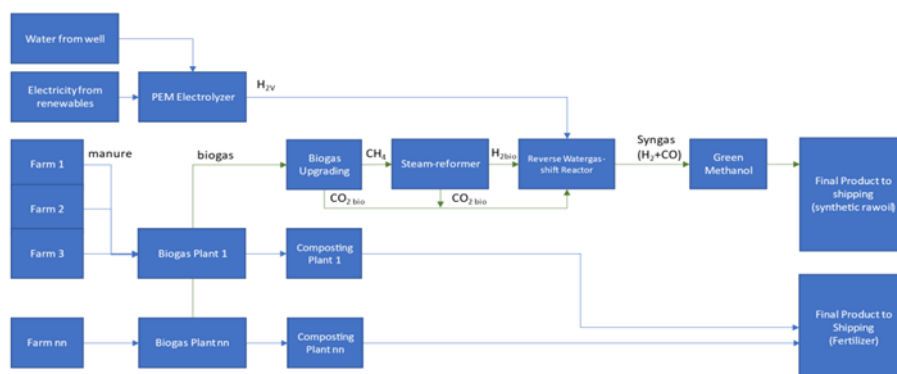 Water from well
Electricity from
renewables
PEM Electrolyzer
H2V
Farm 1
manure
Farm 2
Farm 3
biogas
Biogas
Upgrading
CH4
Steam-reformer
H2bio
Reverse Watergas-
shift Reactor
Syngas
(H2+CO)
Green
Methanol
Final Product to
shipping
(synthetic rawoil)
CO2 bio
CO2 bio
Biogas Plant 1
Composting
Plant 1
Farm nn
Biogas Plant nn
Composting
Plant nn
Final Product to
Shipping
(Fertilizer)